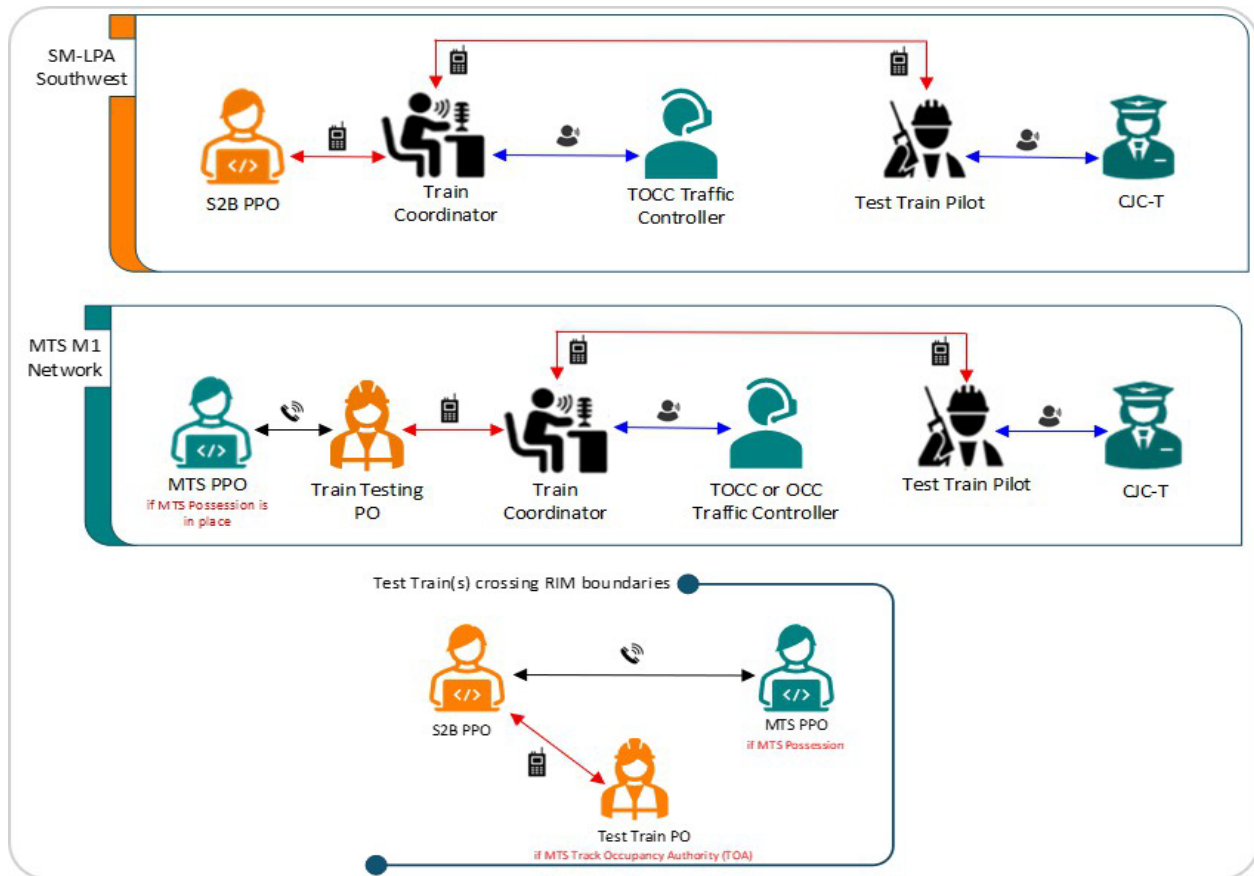 SM-LPA
Southwest
</>
S2B PPO
Train
Coordinator
TOCC Traffic
Controller
Test Train Pilot
CJC-T
MTS M1
Network
</>
MTS PPO
if MTS Possession is
in place
Train Testing
PO
Train
Coordinator
TOCC or OCC
Traffic Controller
Test Train Pilot
CJC-T
Test Train(s) crossing RIM boundaries
</>
S2B PPO
</>
MTS PPO
if MTS Possession
Test Train PO
if MTS Track Occupancy Authority (TOA)